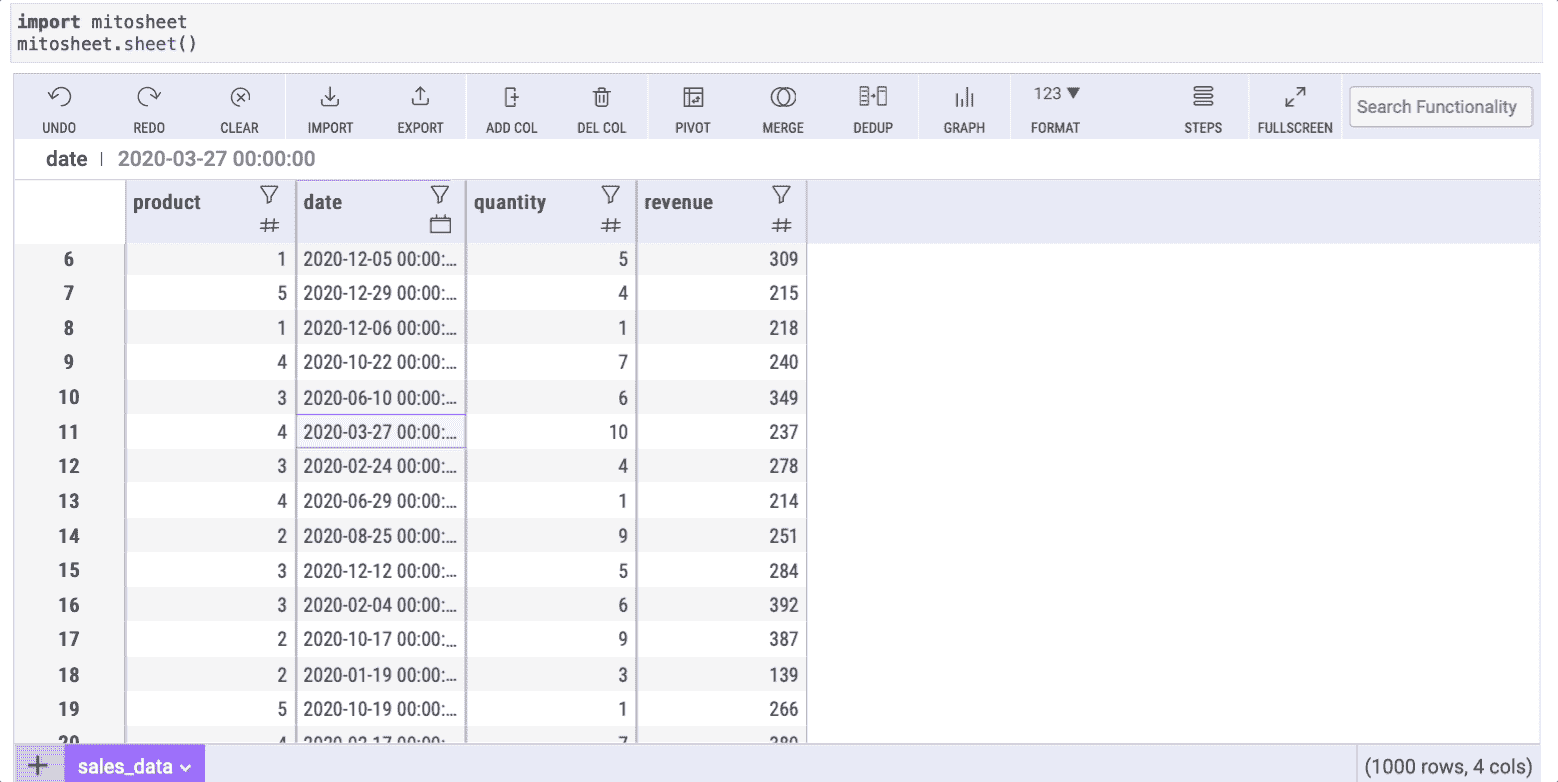 import mitosheet
mitosheet.sheet()
UNDO REDO CLEAR IMPORT EXPORT ADD COL DEL COL PIVOT MERGE DEDUP GRAPH 123 FORMAT STEPS FULLSCREEN Search Functionality
date 2020-03-27 00:00:00
product date quantity revenue
6 1 2020-12-05 00:00:... 5 309
7 5 2020-12-29 00:00:... 4 215
8 1 2020-12-06 00:00:... 1 218
9 4 2020-10-22 00:00:... 7 240
10 3 2020-06-10 00:00:... 6 349
11 4 2020-03-27 00:00:... 10 237
12 3 2020-02-24 00:00:... 4 278
13 4 2020-06-29 00:00:... 1 214
14 2 2020-08-25 00:00:... 9 251
15 3 2020-12-12 00:00:... 5 284
16 3 2020-02-04 00:00:... 6 392
17 2 2020-10-17 00:00:... 9 387
18 2 2020-01-19 00:00:... 3 139
19 5 2020-10-19 00:00:... 1 266
+ sales_data (1000 rows, 4 cols)